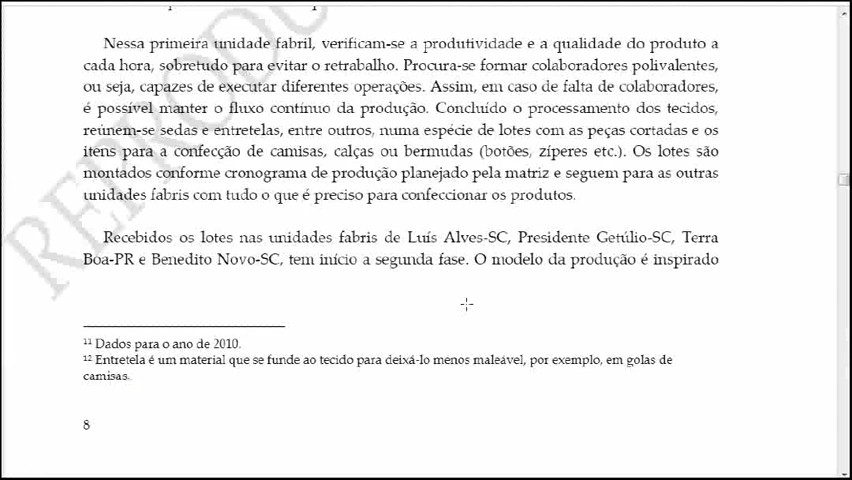 Nessa primeira unidade fabril, verificam-se a produtividade e a qualidade do produto a
cada hora, sobretudo para evitar o retrabalho. Procura-se formar colaboradores polivalentes,
ou seja, capazes de executar diferentes operações. Assim, em caso de falta de colaboradores,
é possível manter o fluxo contínuo da produção. Concluído o processamento dos tecidos,
reúnem-se sedas e entretelas, entre outros, numa espécie de lotes com as peças cortadas e os
itens para a confecção de camisas, calças ou bermudas (botões, zíperes etc.). Os lotes são
montados conforme cronograma de produção planejado pela matriz e seguem para as outras
unidades fabris com tudo o que é preciso para confeccionar os produtos.
Recebidos os lotes nas unidades fabris de Luís Alves-SC, Presidente Getúlio-SC, Terra
Boa-PR e Benedito Novo-SC, tem início a segunda fase. O modelo da produção é inspirado
11 Dados para o ano de 2010.
12 Entretela é um material que se funde ao tecido para deixá-lo menos maleável, por exemplo, em golas de
camisas.
8